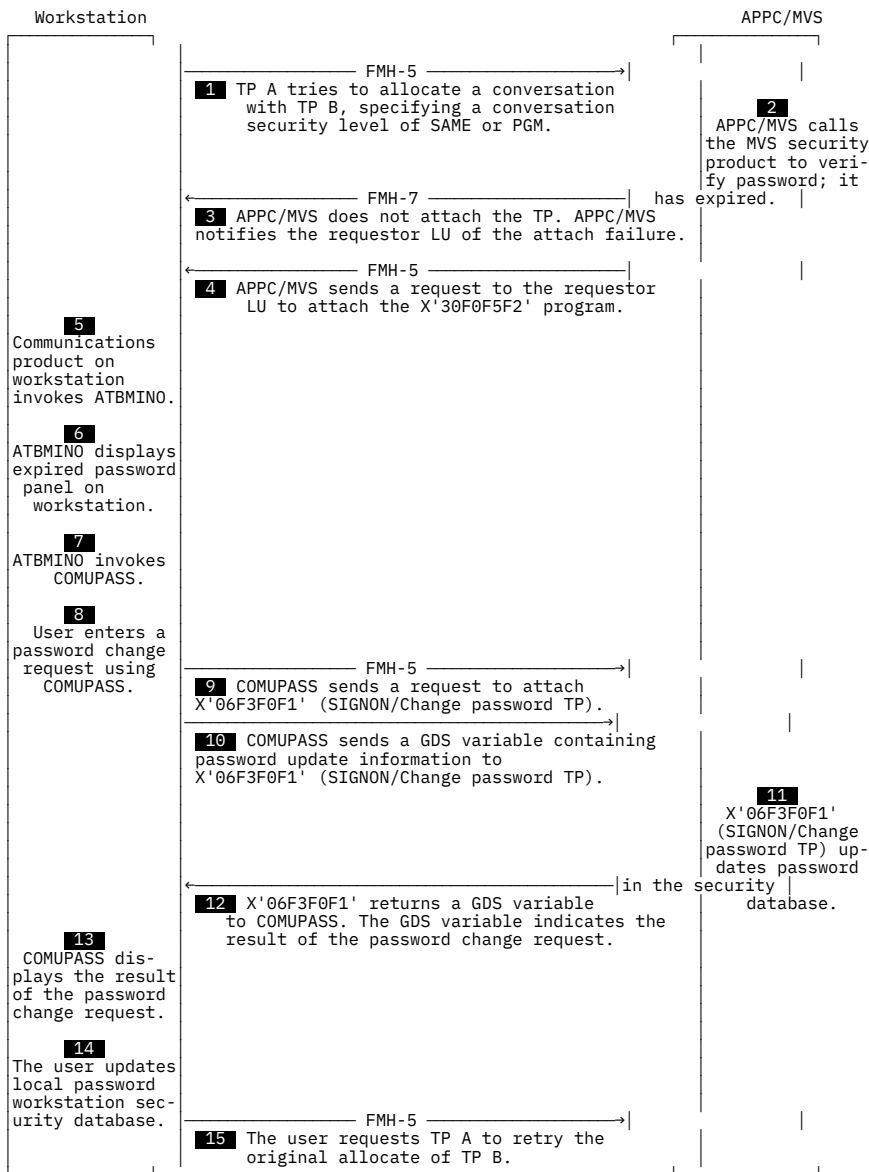 Workstation APPC/MVS
FMH-5
1 TP A tries to allocate a conversation
with TP B, specifying a conversation
security level of SAME or PGM.
2
APPC/MVS calls
the MVS security
product to veri-
fy password; it
has expired.
FMH-7
3 APPC/MVS does not attach the TP. APPC/MVS
notifies the requestor LU of the attach failure.
FMH-5
4 APPC/MVS sends a request to the requestor
LU to attach the X'30F0F5F2' program.
5
Communications
product on
workstation
invokes ATBMINO.
6
ATBMINO displays
expired password
panel on
workstation.
7
ATBMINO invokes
COMUPASS.
8
User enters a
password change
request using
COMUPASS.
FMH-5
9 COMUPASS sends a request to attach
X'06F3F0F1' (SIGNON/Change password TP).
10 COMUPASS sends a GDS variable containing
password update information to
X'06F3F0F1' (SIGNON/Change password TP).
11
X'06F3F0F1'
(SIGNON/Change
password TP) up-
dates password
in the security
database.
12 X'06F3F0F1' returns a GDS variable
to COMUPASS. The GDS variable indicates the
result of the password change request.
13
COMUPASS dis-
plays the result
of the password
change request.
14
The user updates
local password
workstation sec-
urity database.
FMH-5
15 The user requests TP A to retry the
original allocate of TP B.